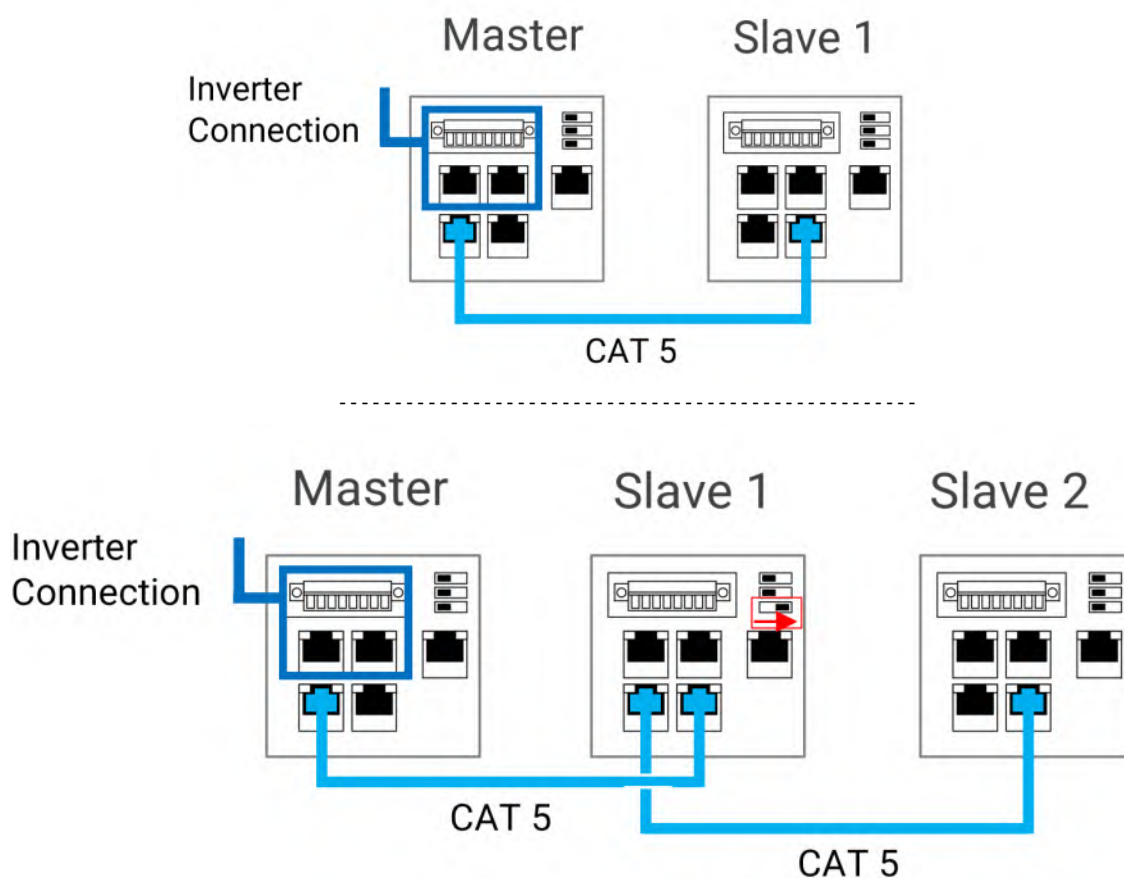 Master
Slave 1
Inverter
Connection
CAT 5
Master
Slave 1
Slave 2
Inverter
Connection
CAT 5
CAT 5